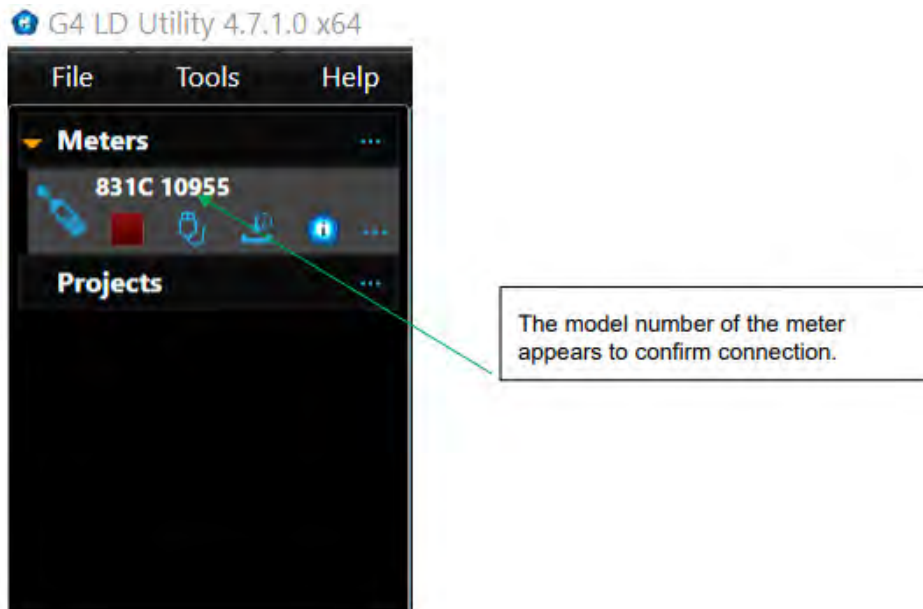 G4 LD Utility 4.7.1.0 x64
File Tools Help
Meters
831C 10955
Projects
The model number of the meter
appears to confirm connection.